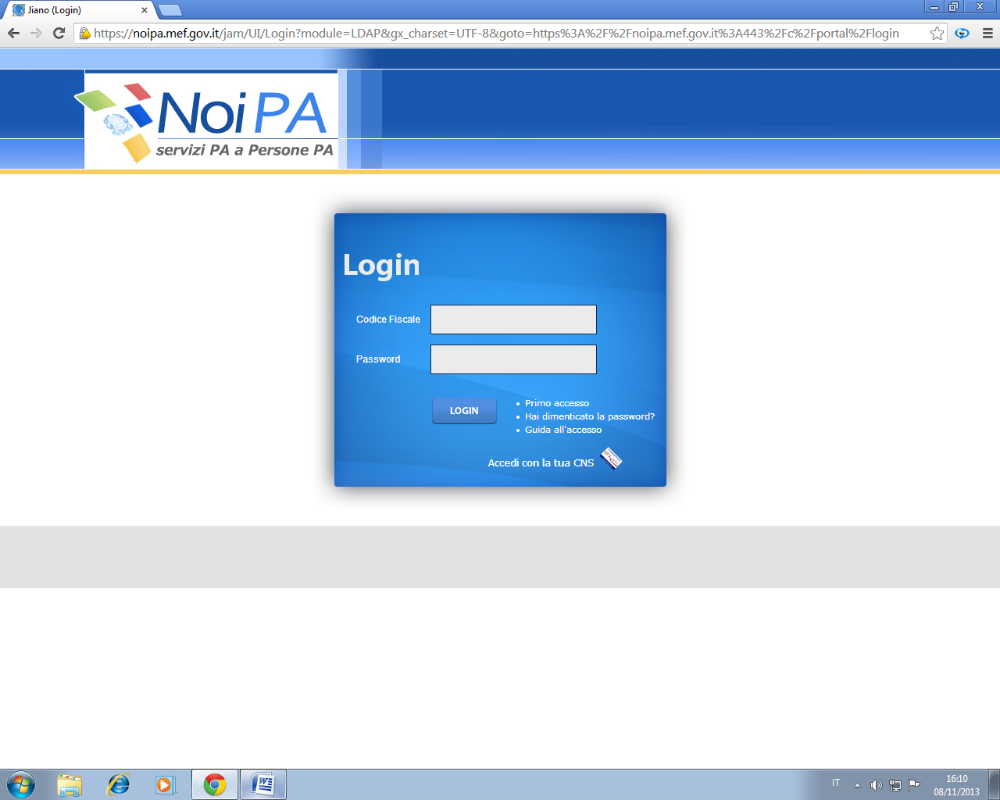 Jiano (Login)
https://noipa.mef.gov.it/jam/UI/Login?module=LDAP&gx_charset=UTF-8&goto=https%3A%2F%2Fnoipa.mef.gov.it%3A443%2Fc%2Fportal%2Flogin
Noi PA
servizi PA a Persone PA
Login
Codice Fiscale
Password
LOGIN
• Primo accesso
• Hai dimenticato la password?
• Guida all'accesso
Accedi con la tua CNS
IT
16:10
08/11/2013